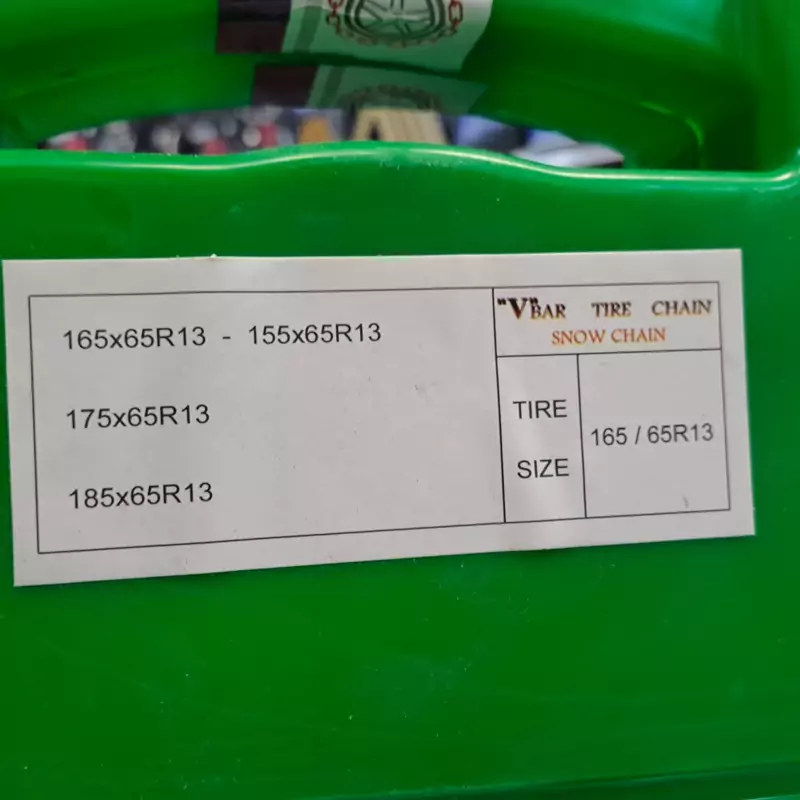 165x65R13 - 155x65R13
175x65R13
185x65R13
"V"BAR TIRE CHAIN
SNOW CHAIN
TIRE
SIZE
165 / 65R13